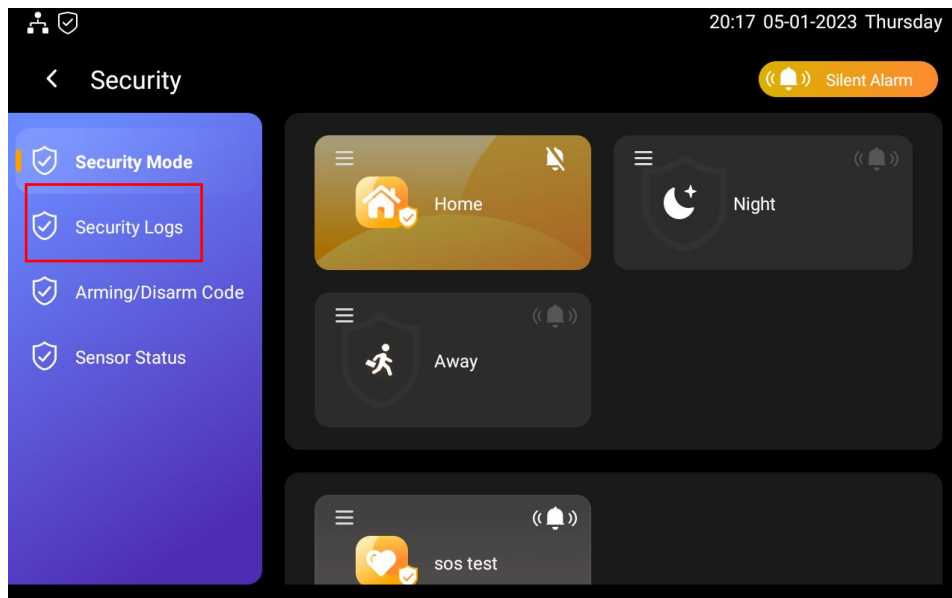 20:17 05-01-2023 Thursday
Security
Silent Alarm
Security Mode
Security Logs
Arming/Disarm Code
Sensor Status
Home
Night
Away
sos test